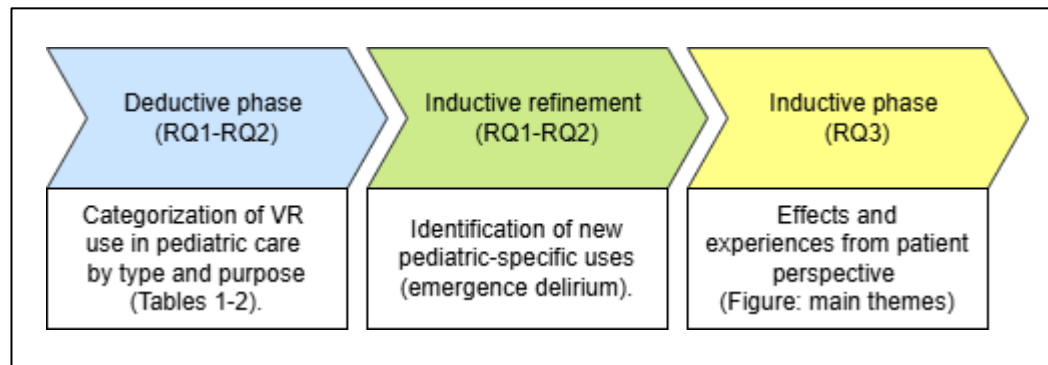 Deductive phase
(RQ1-RQ2)
Inductive refinement
(RQ1-RQ2)
Inductive phase
(RQ3)
Categorization of VR
use in pediatric care
by type and purpose
(Tables 1-2).
Identification of new
pediatric-specific uses
(emergence delirium).
Effects and
experiences from patient
perspective
(Figure: main themes)